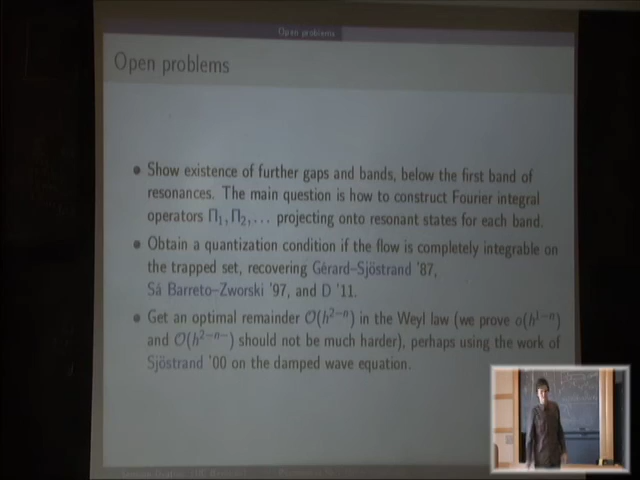 Open problems
Open problems
• Show existence of further gaps and bands, below the first band of
resonances. The main question is how to construct Fourier integral
operators Π₁, Π₂, … projecting onto resonant states for each band.
• Obtain a quantization condition if the flow is completely integrable on
the trapped set, recovering Gérard–Sjöstrand '87,
Sá Barreto–Zworski '97, and D '11.
• Get an optimal remainder 𝒪(h²⁻ⁿ) in the Weyl law (we prove o(h¹⁻ⁿ)
and 𝒪(h²⁻ⁿ⁻) should not be much harder), perhaps using the work of
Sjöstrand '00 on the damped wave equation.